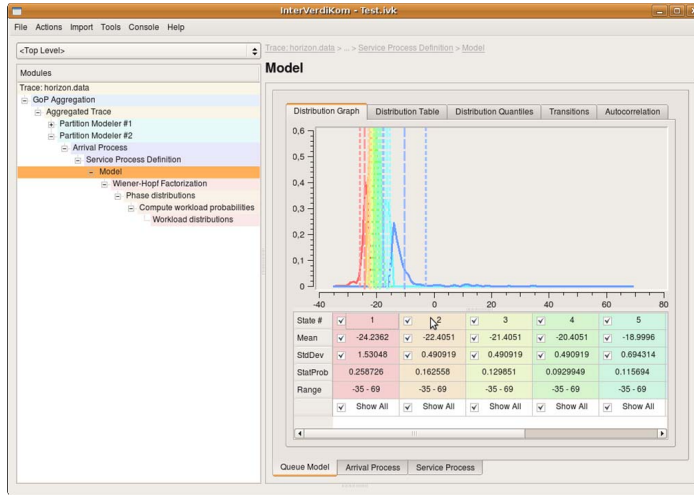 InterVerdiKom - Test.ivk
File Actions Import Tools Console Help
<Top Level>
Trace: horizon.data > ... > Service Process Definition > Model
Modules
Model
Trace: horizon.data
GoP Aggregation
Aggregated Trace
Partition Modeler #1
Partition Modeler #2
Arrival Process
Service Process Definition
Model
Wiener-Hopf Factorization
Phase distributions
Compute workload probabilities
Workload distributions
Distribution Graph Distribution Table Distribution Quantiles Transitions Autocorrelation
0,6
0,5
0,4
0,3
0,2
0,1
0
-40 -20 0 20 40 60 80
State # 1 2 3 4 5
Mean -24.2362 -22.4051 -21.4051 -20.4051 -18.9996
StdDev 1.53048 0.490919 0.490919 0.490919 0.694314
StatProb 0.258726 0.162558 0.129851 0.0929949 0.115694
Range -35 - 69 -35 - 69 -35 - 69 -35 - 69 -35 - 69
Show All Show All Show All Show All Show All
Queue Model Arrival Process Service Process